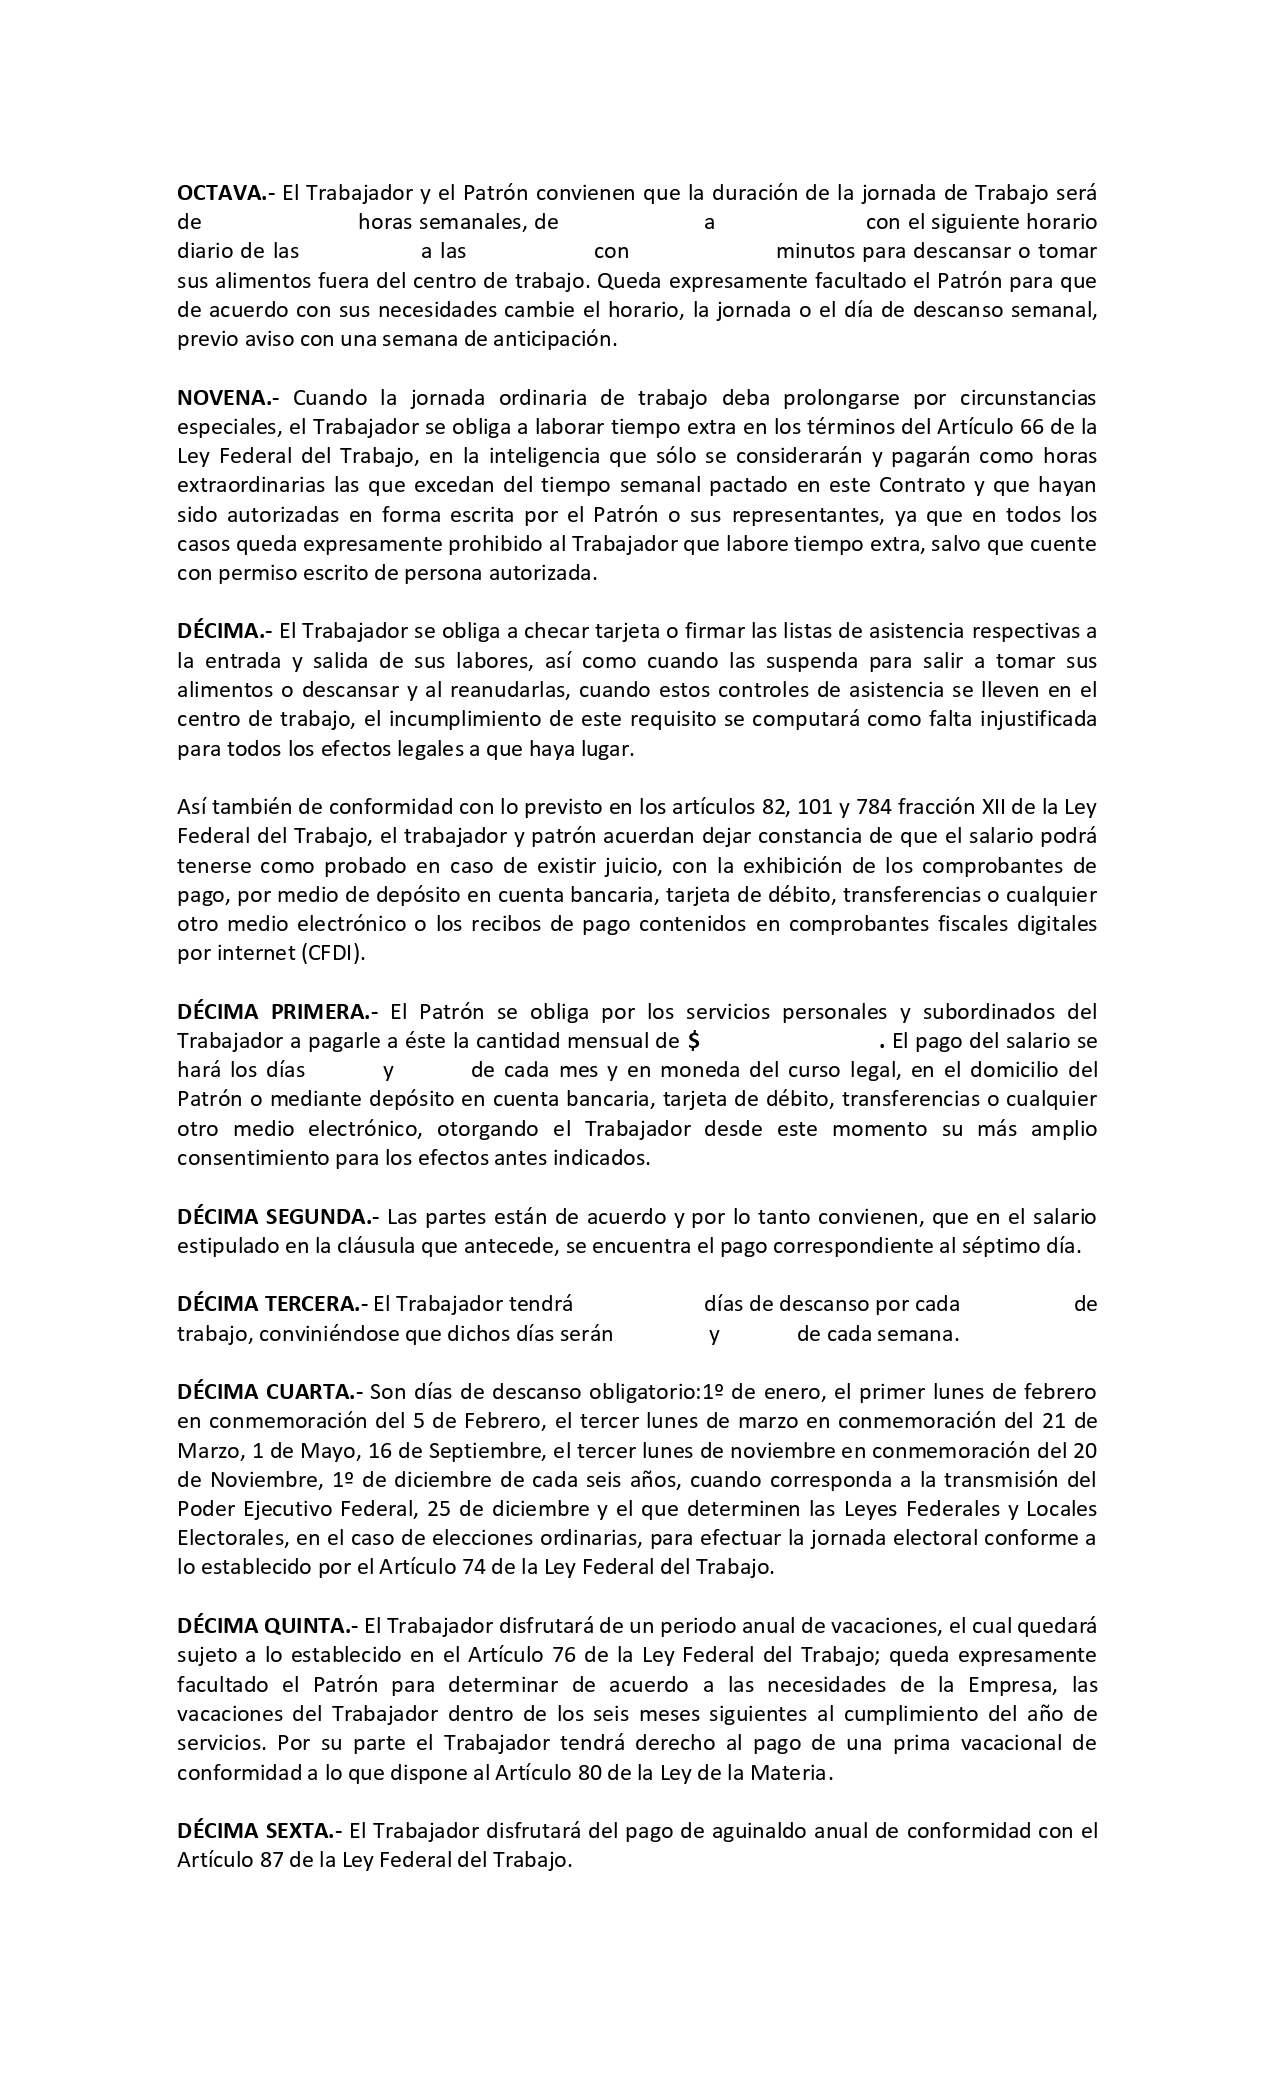 OCTAVA.- El Trabajador y el Patrón convienen que la duración de la jornada de Trabajo será
de horas semanales, de a con el siguiente horario
diario de las a las con minutos para descansar o tomar
sus alimentos fuera del centro de trabajo. Queda expresamente facultado el Patrón para que
de acuerdo con sus necesidades cambie el horario, la jornada o el día de descanso semanal,
previo aviso con una semana de anticipación.
NOVENA.- Cuando la jornada ordinaria de trabajo deba prolongarse por circunstancias
especiales, el Trabajador se obliga a laborar tiempo extra en los términos del Artículo 66 de la
Ley Federal del Trabajo, en la inteligencia que sólo se considerarán y pagarán como horas
extraordinarias las que excedan del tiempo semanal pactado en este Contrato y que hayan
sido autorizadas en forma escrita por el Patrón o sus representantes, ya que en todos los
casos queda expresamente prohibido al Trabajador que labore tiempo extra, salvo que cuente
con permiso escrito de persona autorizada.
DÉCIMA.- El Trabajador se obliga a checar tarjeta o firmar las listas de asistencia respectivas a
la entrada y salida de sus labores, así como cuando las suspenda para salir a tomar sus
alimentos o descansar y al reanudarlas, cuando estos controles de asistencia se lleven en el
centro de trabajo, el incumplimiento de este requisito se computará como falta injustificada
para todos los efectos legales a que haya lugar.
Así también de conformidad con lo previsto en los artículos 82, 101 y 784 fracción XII de la Ley
Federal del Trabajo, el trabajador y patrón acuerdan dejar constancia de que el salario podrá
tenerse como probado en caso de existir juicio, con la exhibición de los comprobantes de
pago, por medio de depósito en cuenta bancaria, tarjeta de débito, transferencias o cualquier
otro medio electrónico o los recibos de pago contenidos en comprobantes fiscales digitales
por internet (CFDI).
DÉCIMA PRIMERA.- El Patrón se obliga por los servicios personales y subordinados del
Trabajador a pagarle a éste la cantidad mensual de $ . El pago del salario se
hará los días y de cada mes y en moneda del curso legal, en el domicilio del
Patrón o mediante depósito en cuenta bancaria, tarjeta de débito, transferencias o cualquier
otro medio electrónico, otorgando el Trabajador desde este momento su más amplio
consentimiento para los efectos antes indicados.
DÉCIMA SEGUNDA.- Las partes están de acuerdo y por lo tanto convienen, que en el salario
estipulado en la cláusula que antecede, se encuentra el pago correspondiente al séptimo día.
DÉCIMA TERCERA.- El Trabajador tendrá días de descanso por cada de
trabajo, conviniéndose que dichos días serán y de cada semana.
DÉCIMA CUARTA.- Son días de descanso obligatorio:1º de enero, el primer lunes de febrero
en conmemoración del 5 de Febrero, el tercer lunes de marzo en conmemoración del 21 de
Marzo, 1 de Mayo, 16 de Septiembre, el tercer lunes de noviembre en conmemoración del 20
de Noviembre, 1º de diciembre de cada seis años, cuando corresponda a la transmisión del
Poder Ejecutivo Federal, 25 de diciembre y el que determinen las Leyes Federales y Locales
Electorales, en el caso de elecciones ordinarias, para efectuar la jornada electoral conforme a
lo establecido por el Artículo 74 de la Ley Federal del Trabajo.
DÉCIMA QUINTA.- El Trabajador disfrutará de un periodo anual de vacaciones, el cual quedará
sujeto a lo establecido en el Artículo 76 de la Ley Federal del Trabajo; queda expresamente
facultado el Patrón para determinar de acuerdo a las necesidades de la Empresa, las
vacaciones del Trabajador dentro de los seis meses siguientes al cumplimiento del año de
servicios. Por su parte el Trabajador tendrá derecho al pago de una prima vacacional de
conformidad a lo que dispone al Artículo 80 de la Ley de la Materia.
DÉCIMA SEXTA.- El Trabajador disfrutará del pago de aguinaldo anual de conformidad con el
Artículo 87 de la Ley Federal del Trabajo.